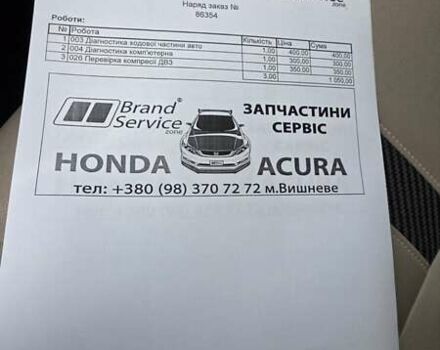 zone
Наряд заказ №
86354
Роботи:
№ Робота Кількість Ціна Сума
1 003 Діагностика ходової частини авто 1,00 400,00 400,00
2 004 Діагностика комп'ютерна 1,00 300,00 300,00
3 026 Перевірка компресії ДВЗ 1,00 350,00 350,00
3,00 1 050,00
Brand®
Service
zone
ЗАПЧАСТИНИ
СЕРВІС
HONDA ACURA
тел: +380 (98) 370 72 72 м.Вишневе